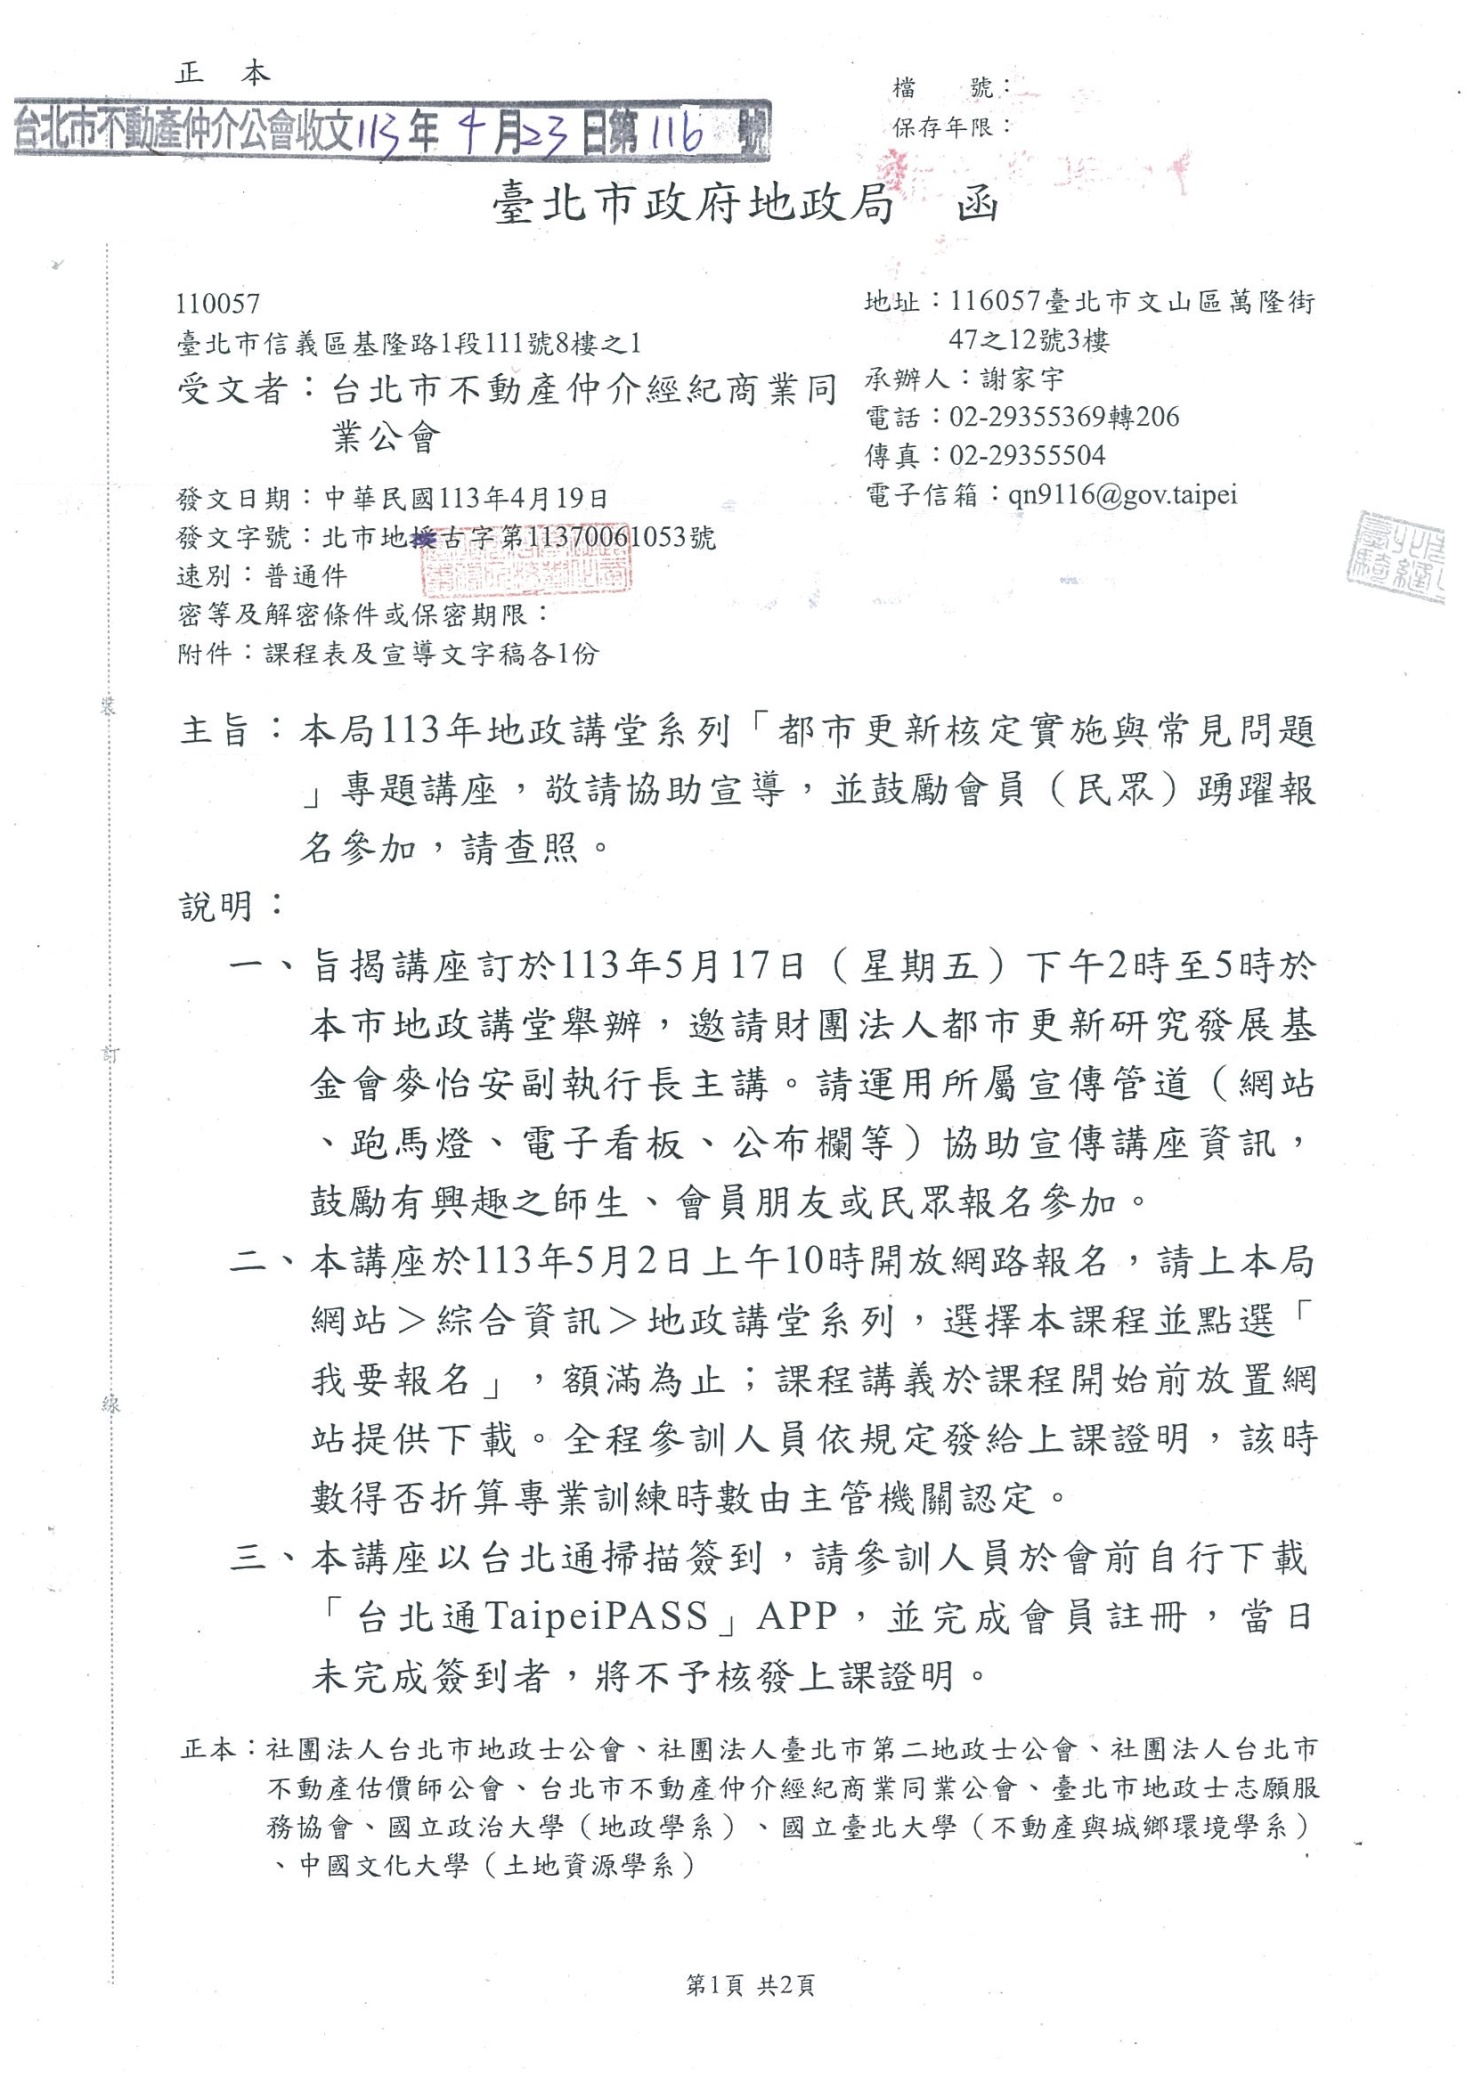 正 本
台北市不動產仲介公會收文113年4月23日第116號
檔 號：
保存年限：
臺北市政府地政局 函
110057
臺北市信義區基隆路1段111號8樓之1
受文者：台北市不動產仲介經紀商業同
業公會
地址：116057臺北市文山區萬隆街
47之12號3樓
承辦人：謝家宇
電話：02-29355369轉206
傳真：02-29355504
電子信箱：qn9116@gov.taipei
發文日期：中華民國113年4月19日
發文字號：北市地 古字第11370061053號
速別：普通件
密等及解密條件或保密期限：
附件：課程表及宣導文字稿各1份
主旨：本局113年地政講堂系列「都市更新核定實施與常見問題
」專題講座，敬請協助宣導，並鼓勵會員（民眾）踴躍報
名參加，請查照。
說明：
一、旨揭講座訂於113年5月17日（星期五）下午2時至5時於
本市地政講堂舉辦，邀請財團法人都市更新研究發展基
金會麥怡安副執行長主講。請運用所屬宣傳管道（網站
、跑馬燈、電子看板、公布欄等）協助宣傳講座資訊，
鼓勵有興趣之師生、會員朋友或民眾報名參加。
二、本講座於113年5月2日上午10時開放網路報名，請上本局
網站＞綜合資訊＞地政講堂系列，選擇本課程並點選「
我要報名」，額滿為止；課程講義於課程開始前放置網
站提供下載。全程參訓人員依規定發給上課證明，該時
數得否折算專業訓練時數由主管機關認定。
三、本講座以台北通掃描簽到，請參訓人員於會前自行下載
「台北通TaipeiPASS」APP，並完成會員註冊，當日
未完成簽到者，將不予核發上課證明。
正本：社團法人台北市地政士公會、社團法人臺北市第二地政士公會、社團法人台北市
不動產估價師公會、台北市不動產仲介經紀商業同業公會、臺北市地政士志願服
務協會、國立政治大學（地政學系）、國立臺北大學（不動產與城鄉環境學系）
、中國文化大學（土地資源學系）
裝
訂
線
第1頁 共2頁